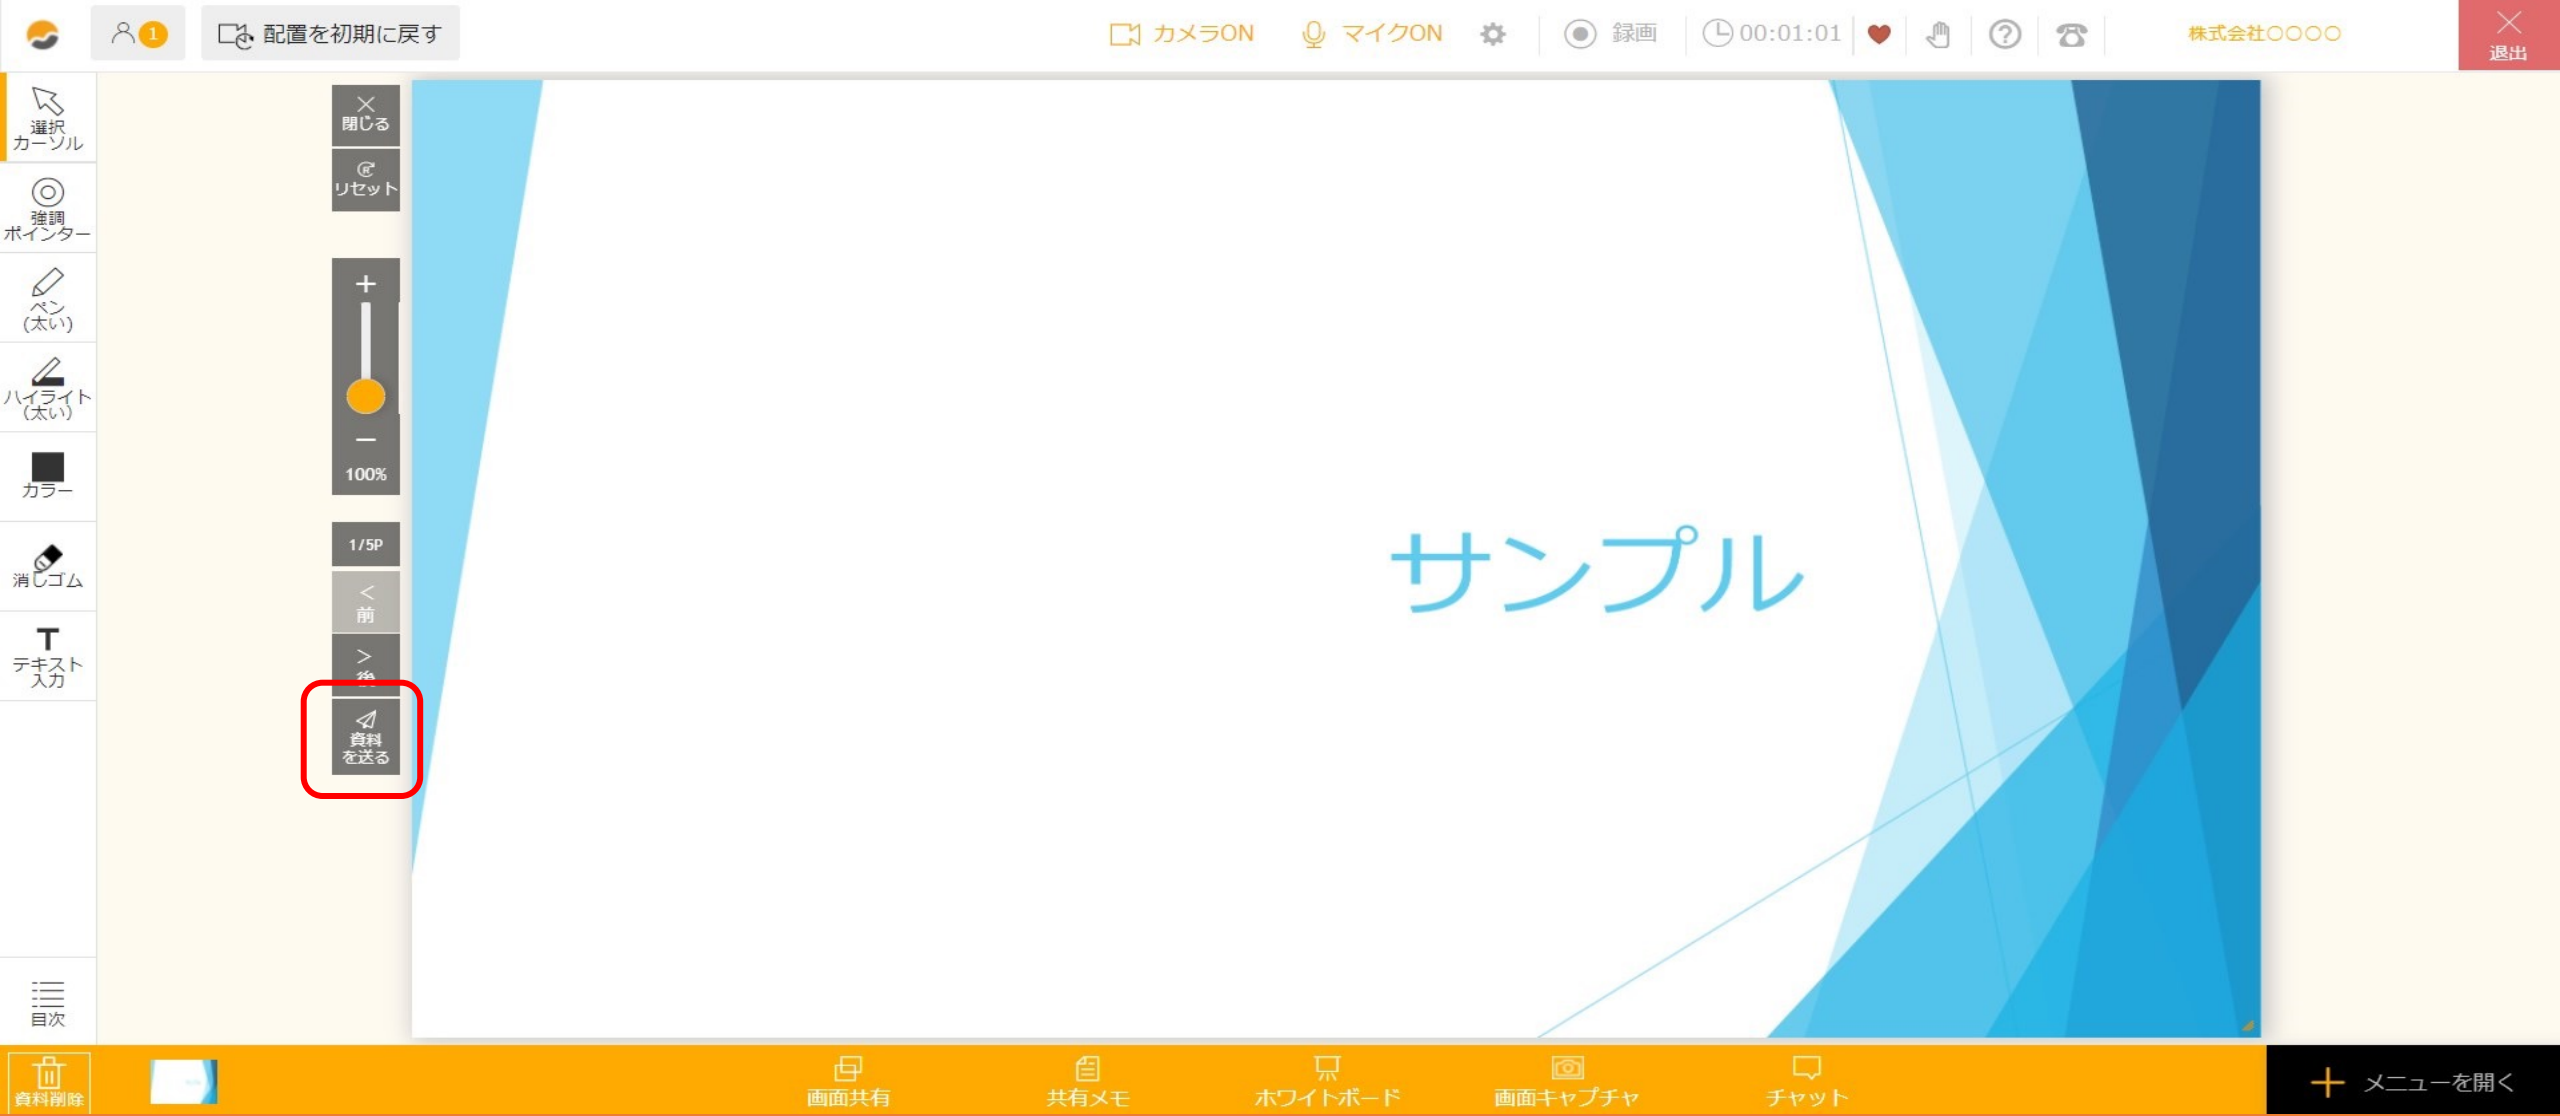 1
配置を初期に戻す
カメラON
マイクON
録画
00:01:01
株式会社○○○○
退出
選択
カーソル
強調
ポインター
ペン
(太い)
ハイライト
(太い)
カラー
消しゴム
T
テキスト
入力
目次
閉じる
リセット
+
−
100%
1/5P
<
前
>
後
資料
を送る
サンプル
資料削除
画面共有
共有メモ
ホワイトボード
画面キャプチャ
チャット
メニューを開く